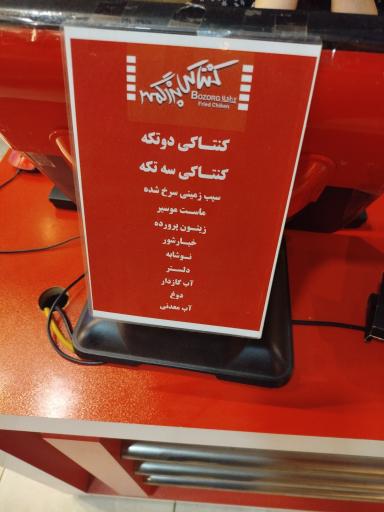 کنتاکی بزرگمهر
BOZORG Mehr
Fried Chiken
کنتاکی دوتکه
کنتاکی سه تکه
سیب زمینی سرخ شده
ماست موسیر
زیتون پرورده
خیارشور
نوشابه
دلستر
آب گازدار
دوغ
آب معدنی